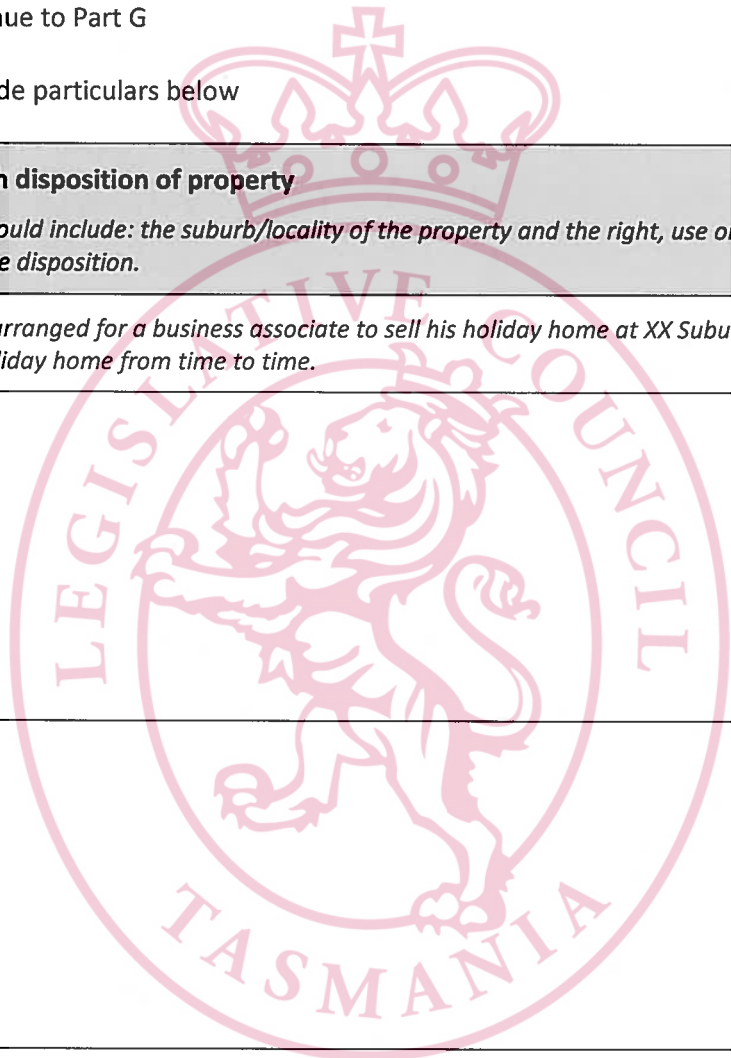 nue to Part G
de particulars below
n disposition of property
ould include: the suburb/locality of the property and the right, use o
e disposition.
arranged for a business associate to sell his holiday home at XX Subu
liday home from time to time.
LEGISLATIVE COUNCIL
TASMANIA